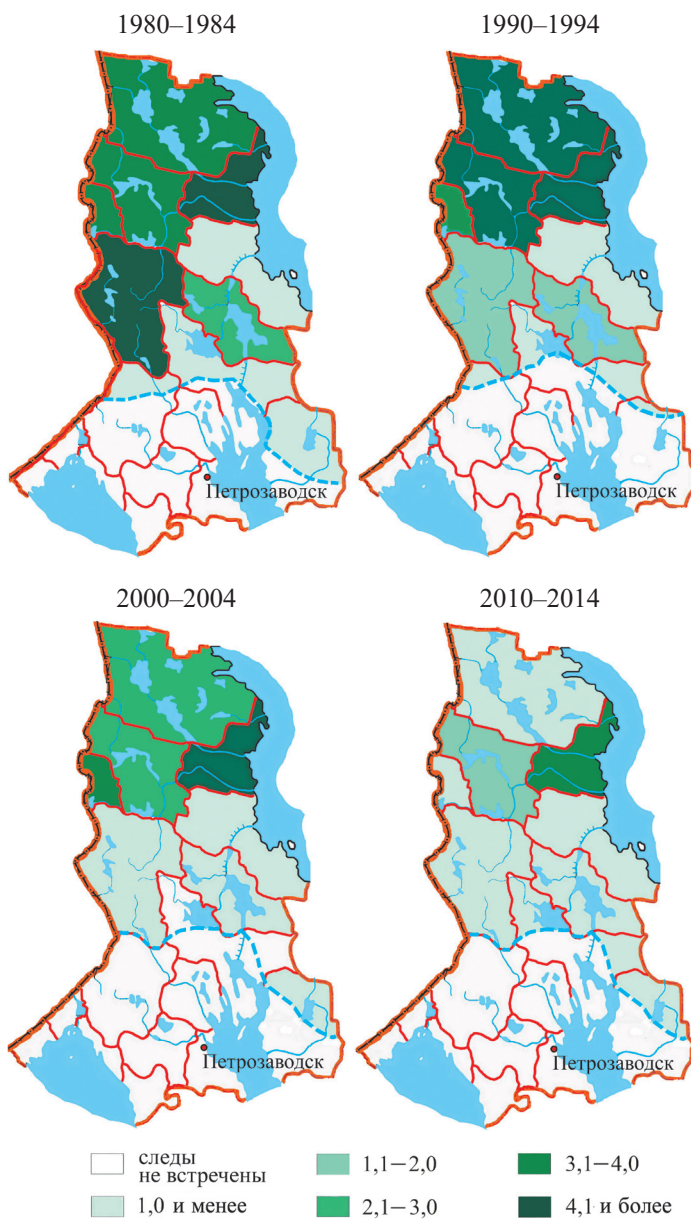 1980–1984
1990–1994
Петрозаводск
Петрозаводск
2000–2004
2010–2014
Петрозаводск
Петрозаводск
следы
не встречены
1,0 и менее
1,1–2,0
2,1–3,0
3,1–4,0
4,1 и более